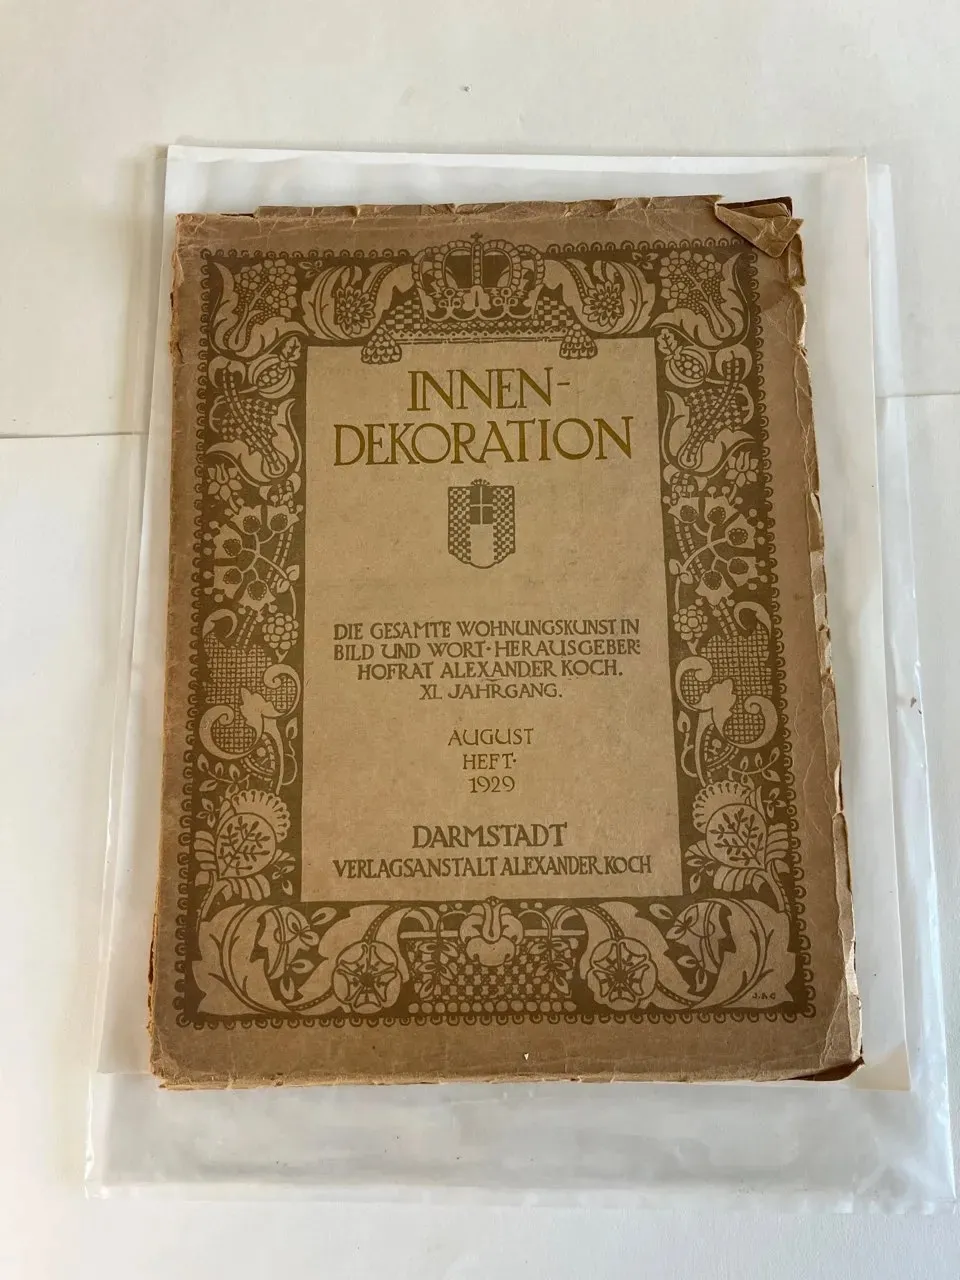 INNEN-
DEKORATION
DIE GESAMTE WOHNUNGSKUNST IN
BILD UND WORT·HERAUSGEBER:
HOFRAT ALEXANDER KOCH.
XL JAHRGANG.
AUGUST
HEFT·
1929
DARMSTADT
VERLAGSANSTALT ALEXANDER KOCH